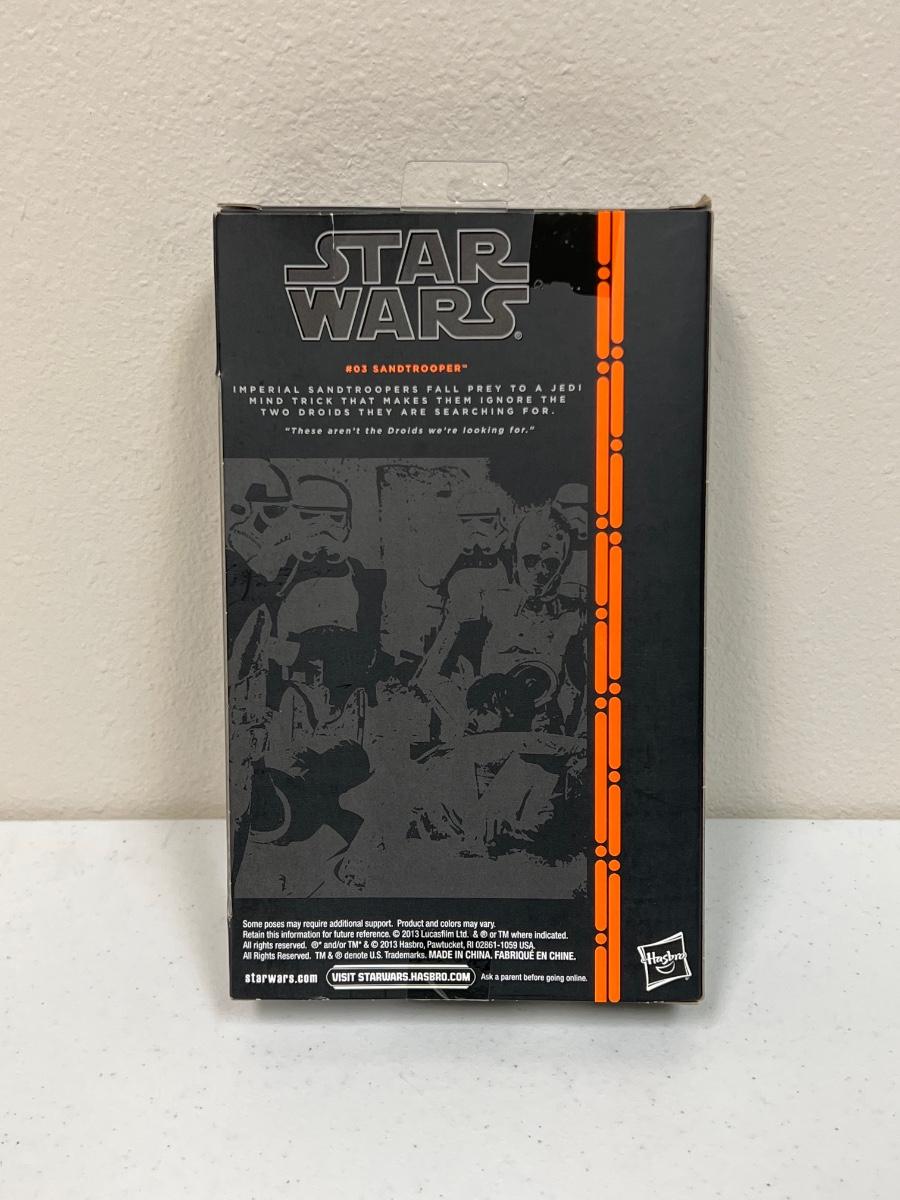 STAR
WARS®
#03 SANDTROOPER™
IMPERIAL SANDTROOPERS FALL PREY TO A JEDI
MIND TRICK THAT MAKES THEM IGNORE THE
TWO DROIDS THEY ARE SEARCHING FOR.
“These aren't the Droids we're looking for.”
Some poses may require additional support. Product and colors may vary.
Retain this information for future reference. © 2013 Lucasfilm Ltd. & ® or TM where indicated.
All rights reserved. ®* and/or TM* & © 2013 Hasbro, Pawtucket, RI 02861-1059 USA.
All Rights Reserved. TM & ® denote U.S. Trademarks. MADE IN CHINA. FABRIQUÉ EN CHINE.
starwars.com VISIT STARWARS.HASBRO.COM Ask a parent before going online.
Hasbro